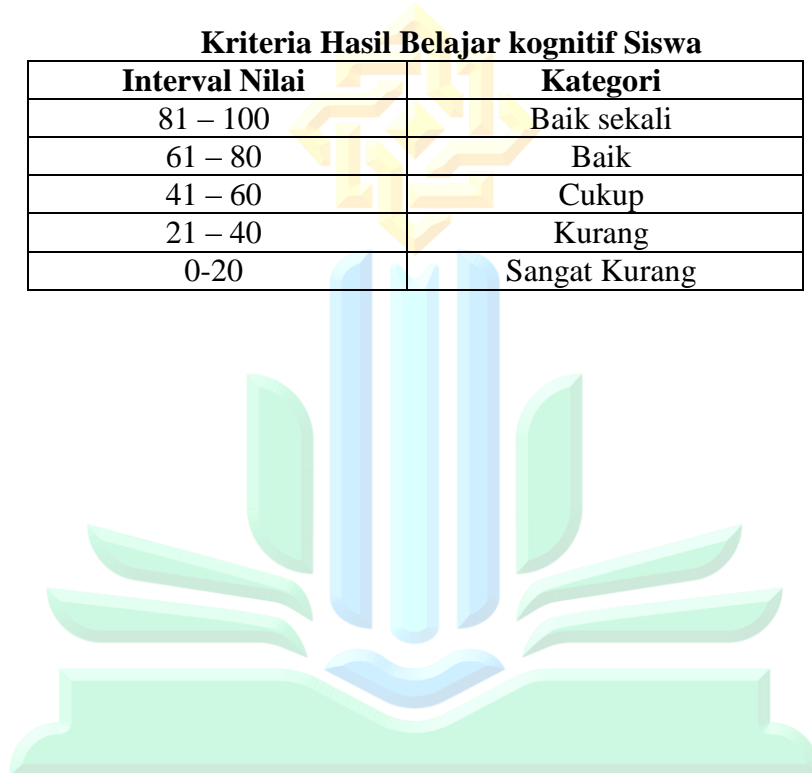 Kriteria Hasil Belajar kognitif Siswa
Interval Nilai Kategori
81 – 100 Baik sekali
61 – 80 Baik
41 – 60 Cukup
21 – 40 Kurang
0-20 Sangat Kurang